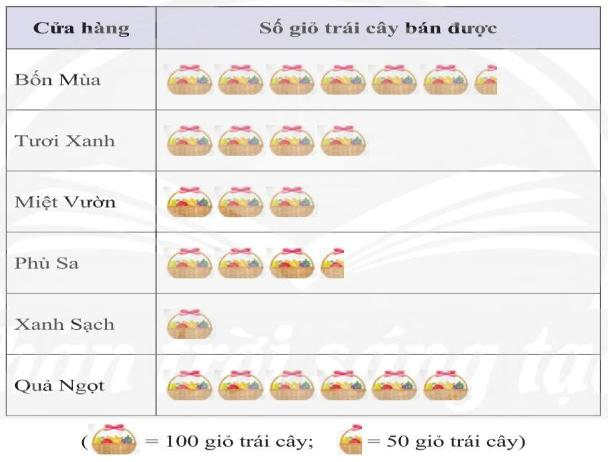 Cửa hàng Số giỏ trái cây bán được
Bốn Mùa
Tươi Xanh
Miệt Vườn
Phù Sa
Xanh Sạch
Quả Ngọt
( = 100 giỏ trái cây; = 50 giỏ trái cây)